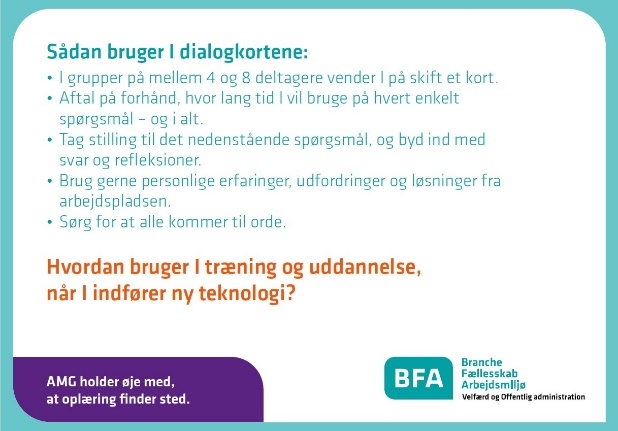 Sådan bruger I dialogkortene:
• I grupper på mellem 4 og 8 deltagere vender I på skift et kort.
• Aftal på forhånd, hvor lang tid I vil bruge på hvert enkelt
spørgsmål – og i alt.
• Tag stilling til det nedenstående spørgsmål, og byd ind med
svar og refleksioner.
• Brug gerne personlige erfaringer, udfordringer og løsninger fra
arbejdspladsen.
• Sørg for at alle kommer til orde.
Hvordan bruger I træning og uddannelse,
når I indfører ny teknologi?
AMG holder øje med,
at oplæring finder sted.
BFA
Branche
Fællesskab
Arbejdsmiljø
Velfærd og Offentlig administration